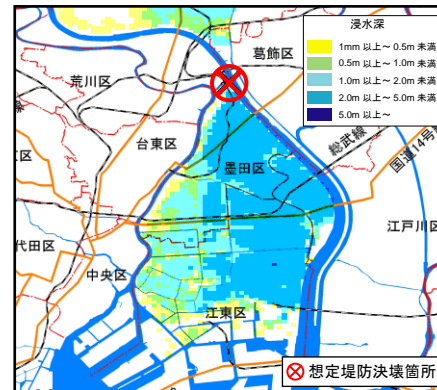 浸水深
1mm 以上～ 0.5m 未満
0.5m 以上～ 1.0m 未満
1.0m 以上～ 2.0m 未満
2.0m 以上～ 5.0m 未満
5.0m 以上～
葛飾区
荒川区
台東区
総武線
国道14号
墨田区
江戸川区
代田区
中央区
江東区
想定堤防決壊箇所